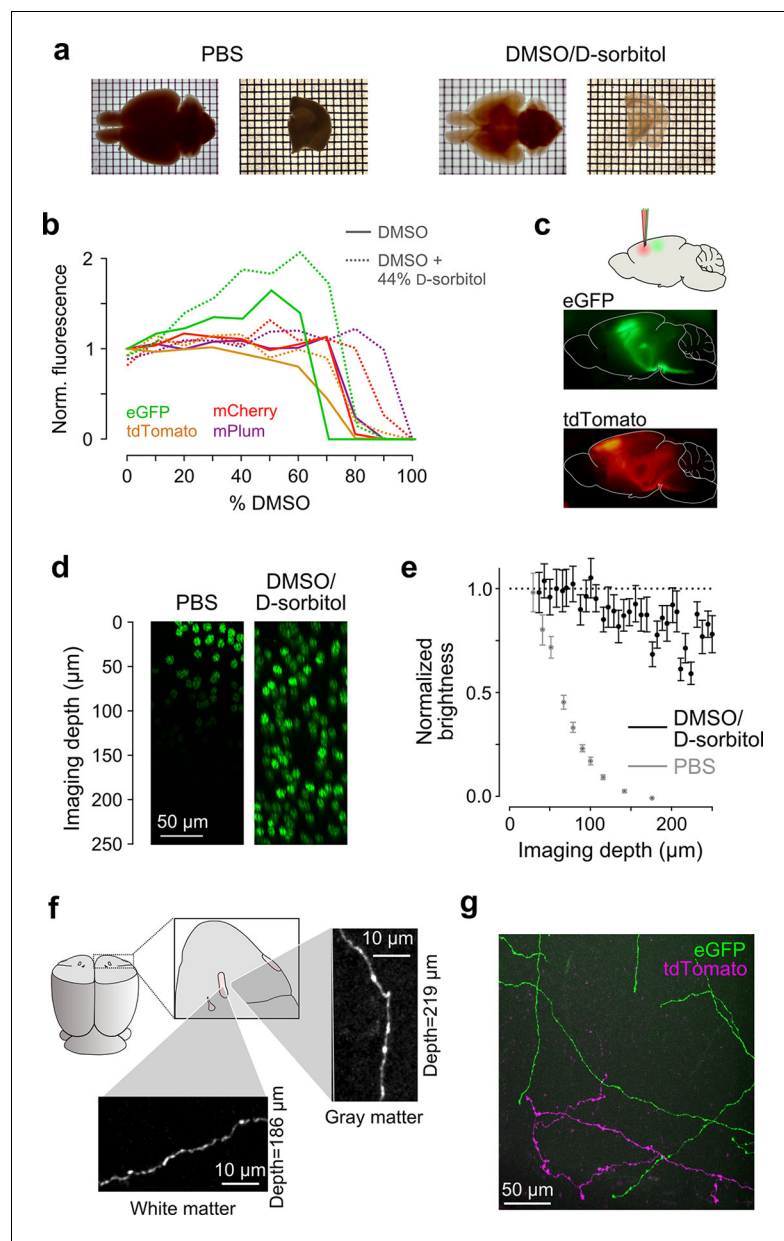 a
PBS
DMSO/D-sorbitol
b
Norm. fluorescence
2
1
0
DMSO
DMSO +
44% D-sorbitol
eGFP
mCherry
tdTomato
mPlum
0
20
40
60
80
100
% DMSO
c
eGFP
tdTomato
d
PBS
DMSO/
D-sorbitol
Imaging depth (µm)
0
50
100
150
200
250
50 µm
e
Normalized
brightness
1.0
0.5
0.0
DMSO/
D-sorbitol
PBS
0
100
200
Imaging depth (µm)
f
10 µm
Depth=219 µm
Gray matter
10 µm
Depth=186 µm
White matter
g
eGFP
tdTomato
50 µm